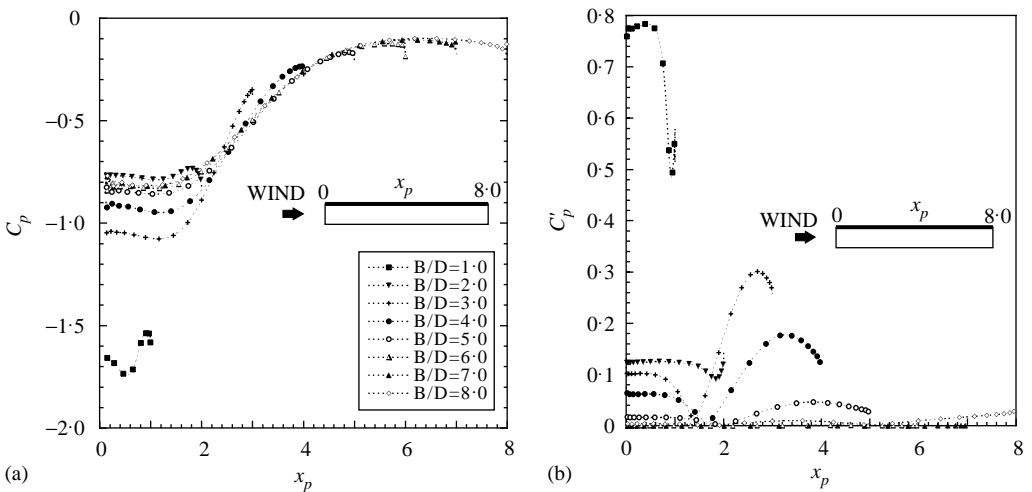 0
−0·5
−1·0
−1·5
−2·0
C_p
0 2 4 6 8
x_p
(a)
WIND
0 x_p 8·0
B/D=1·0
B/D=2·0
B/D=3·0
B/D=4·0
B/D=5·0
B/D=6·0
B/D=7·0
B/D=8·0
0·8
0·7
0·6
0·5
0·4
0·3
0·2
0·1
0
C'_p
0 2 4 6 8
x_p
(b)
WIND
0 x_p 8·0